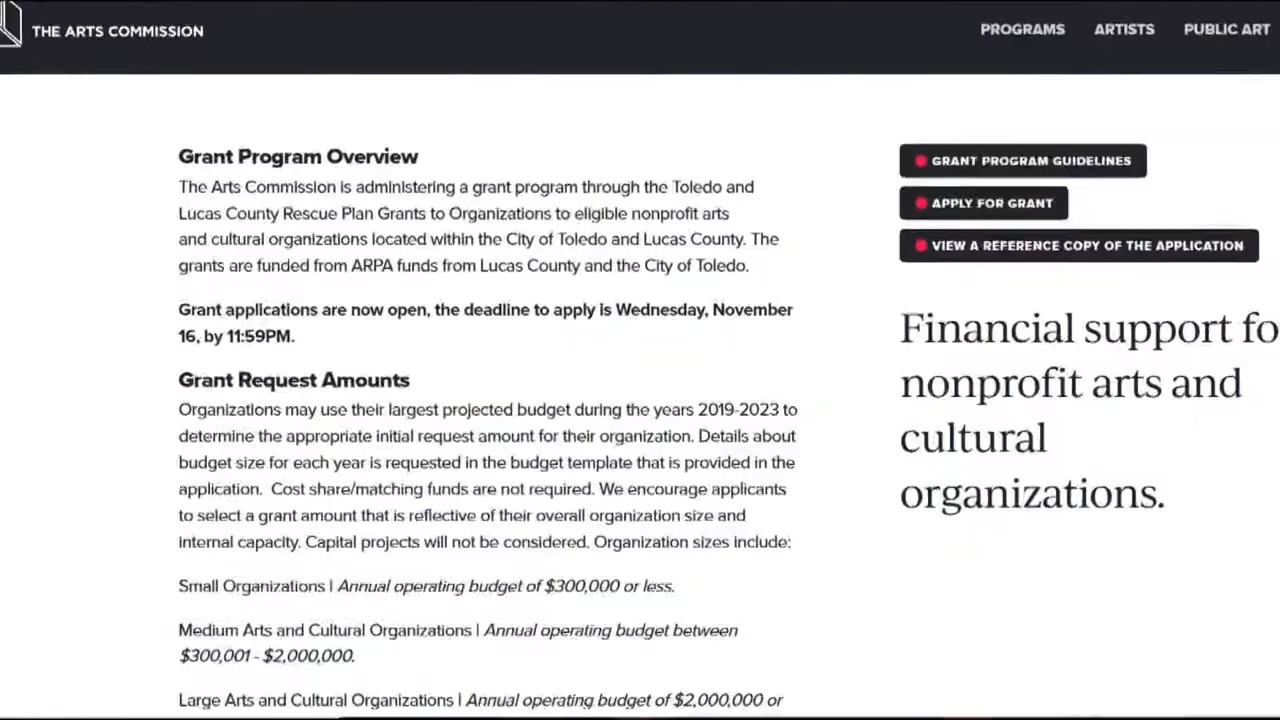 THE ARTS COMMISSION
PROGRAMS ARTISTS PUBLIC ART
Grant Program Overview
The Arts Commission is administering a grant program through the Toledo and
Lucas County Rescue Plan Grants to Organizations to eligible nonprofit arts
and cultural organizations located within the City of Toledo and Lucas County. The
grants are funded from ARPA funds from Lucas County and the City of Toledo.
Grant applications are now open, the deadline to apply is Wednesday, November
16, by 11:59PM.
Grant Request Amounts
Organizations may use their largest projected budget during the years 2019-2023 to
determine the appropriate initial request amount for their organization. Details about
budget size for each year is requested in the budget template that is provided in the
application. Cost share/matching funds are not required. We encourage applicants
to select a grant amount that is reflective of their overall organization size and
internal capacity. Capital projects will not be considered. Organization sizes include:
Small Organizations | Annual operating budget of $300,000 or less.
Medium Arts and Cultural Organizations | Annual operating budget between
$300,001 - $2,000,000.
Large Arts and Cultural Organizations | Annual operating budget of $2,000,000 or
GRANT PROGRAM GUIDELINES
APPLY FOR GRANT
VIEW A REFERENCE COPY OF THE APPLICATION
Financial support fo
nonprofit arts and
cultural
organizations.